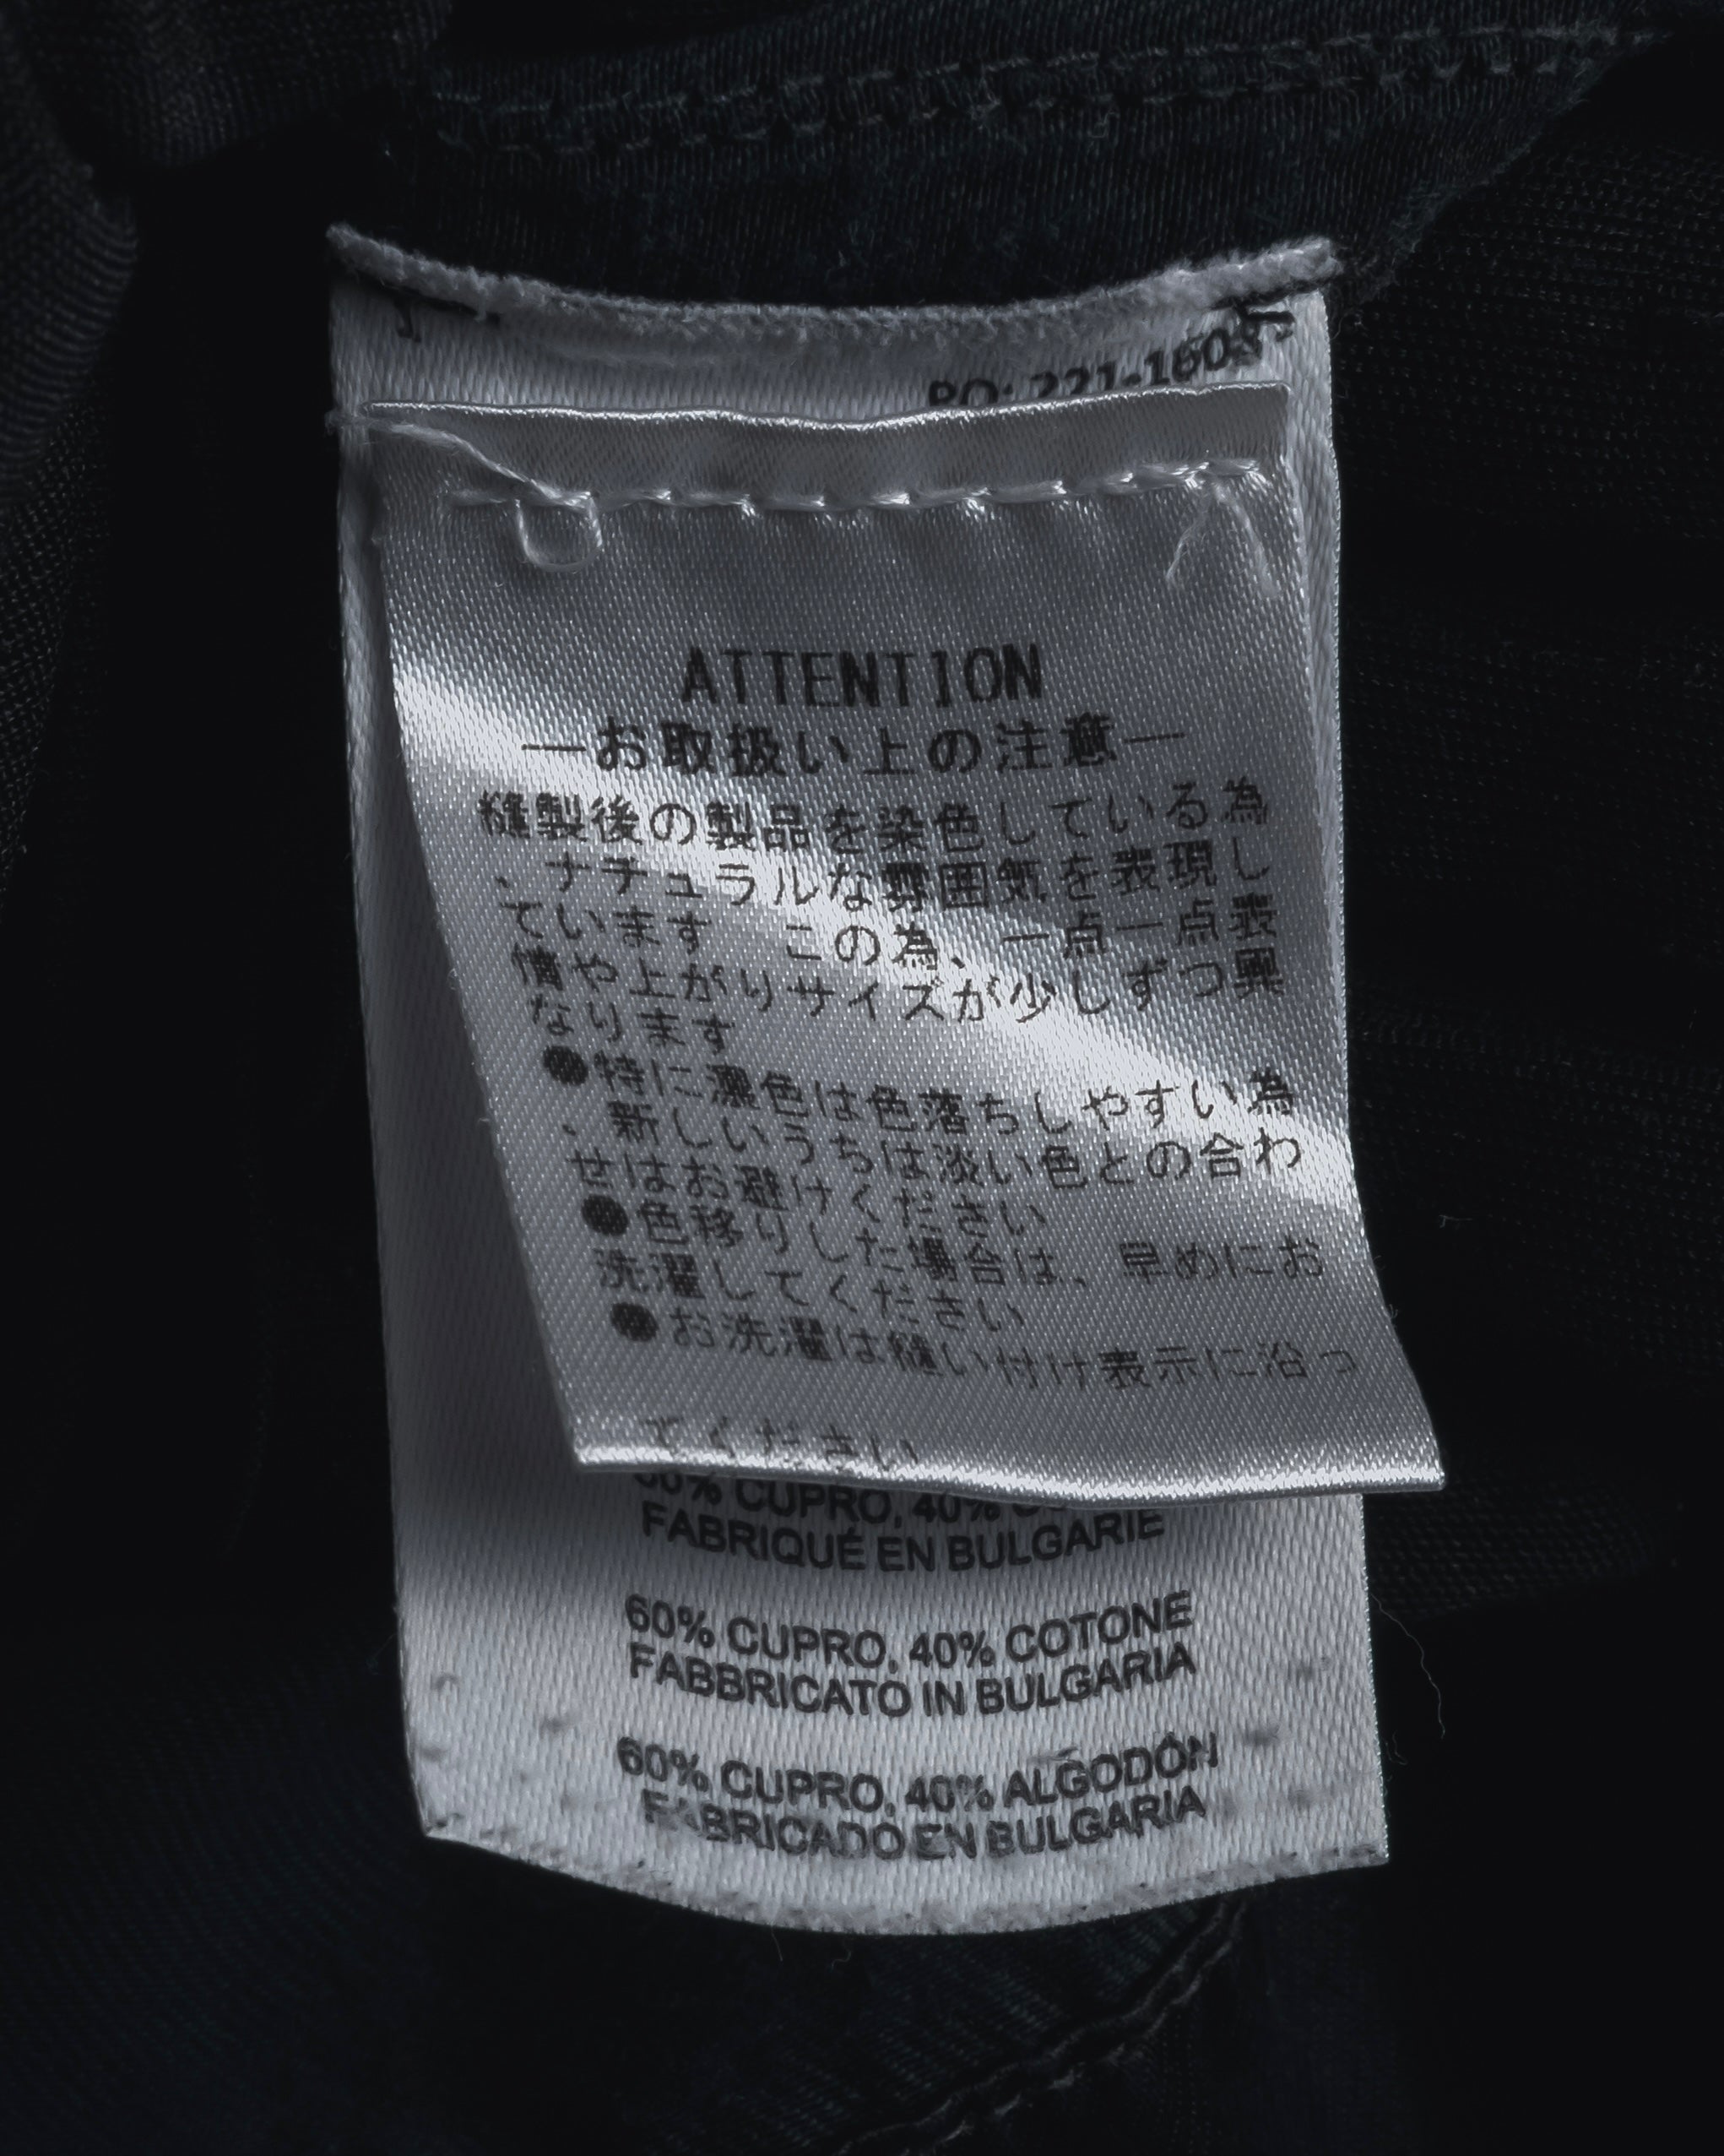 PO: 221-1603
ATTENTION
―お取扱い上の注意―
縫製後の製品を染色している為
、ナチュラルな雰囲気を表現し
ています この為、一点一点表
情や上がりサイズが少しずつ異
なります
●特に濃色は色落ちしやすい為
、新しいうちは淡い色との合わ
せはお避けください
●色移りした場合は、早めにお
洗濯してください
●お洗濯は縫い付け表示に沿っ
てください
60% CUPRO, 40%
FABRIQUÉ EN BULGARIE
60% CUPRO, 40% COTONE
FABBRICATO IN BULGARIA
60% CUPRO, 40% ALGODÓN
FABRICADO EN BULGARIA